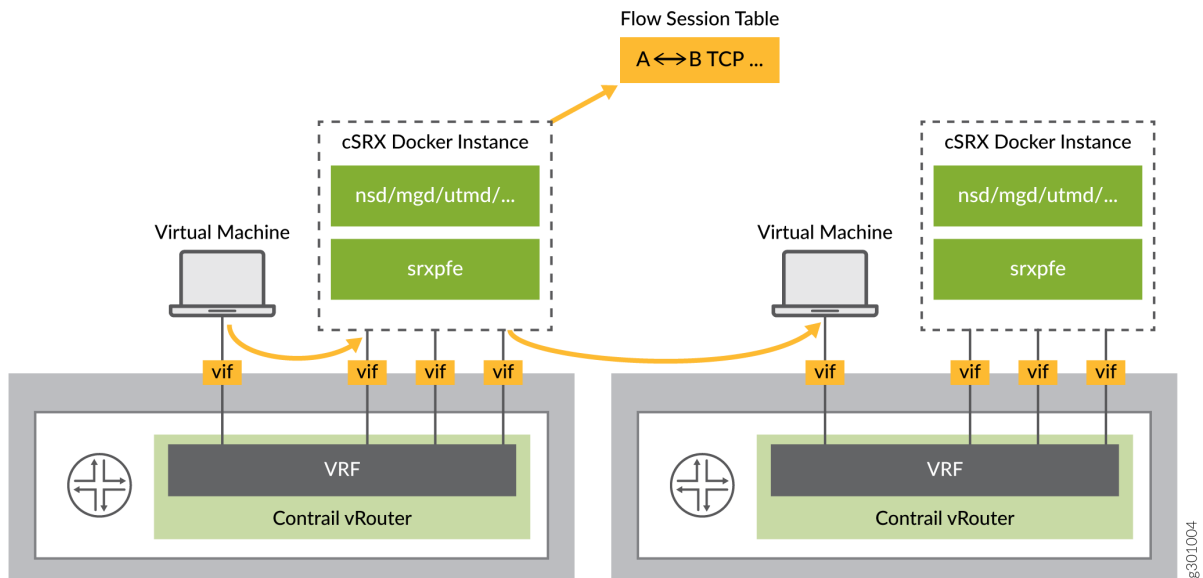 Flow Session Table
A ⟷ B TCP ...
cSRX Docker Instance
nsd/mgd/utmd/...
srxpfe
Virtual Machine
vif
vif
vif
vif
VRF
Contrail vRouter
cSRX Docker Instance
nsd/mgd/utmd/...
srxpfe
Virtual Machine
vif
vif
vif
vif
VRF
Contrail vRouter
g301004